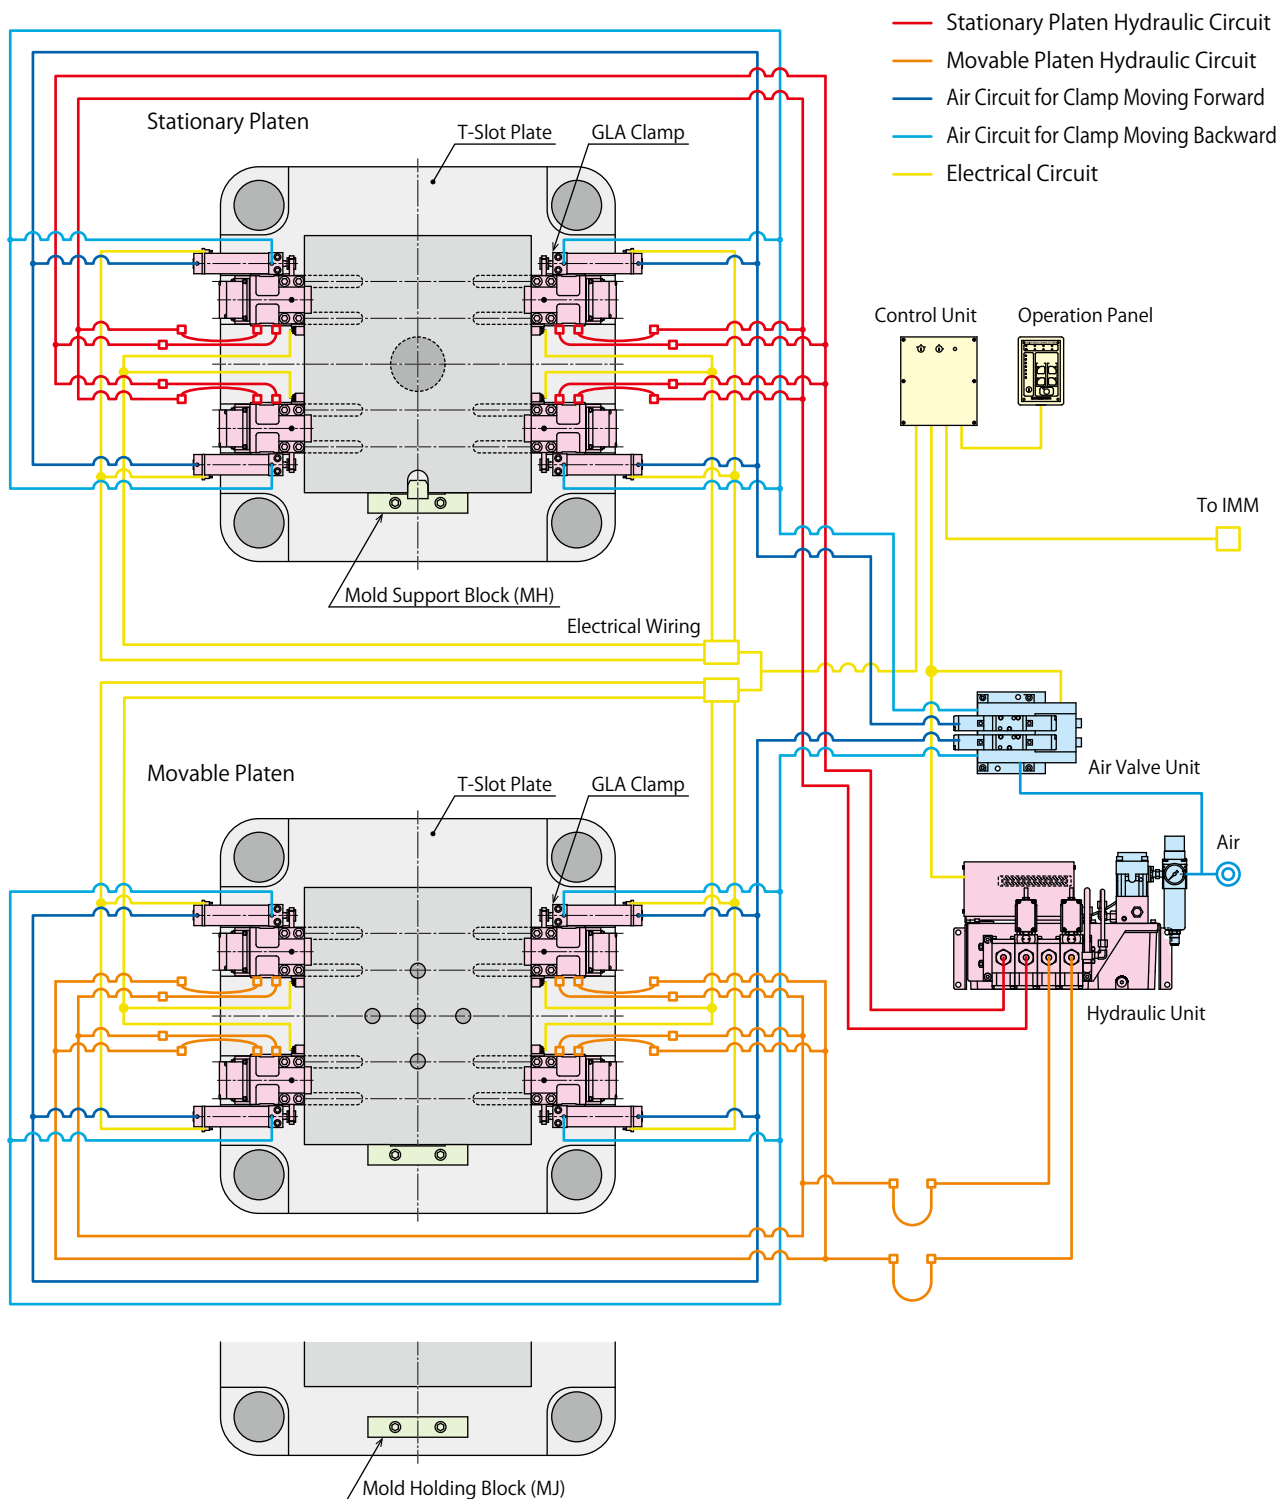 Stationary Platen Hydraulic Circuit
Movable Platen Hydraulic Circuit
Air Circuit for Clamp Moving Forward
Air Circuit for Clamp Moving Backward
Electrical Circuit
Stationary Platen
T-Slot Plate
GLA Clamp
Control Unit
Operation Panel
To IMM
Mold Support Block (MH)
Electrical Wiring
Movable Platen
T-Slot Plate
GLA Clamp
Air Valve Unit
Air
Hydraulic Unit
Mold Holding Block (MJ)